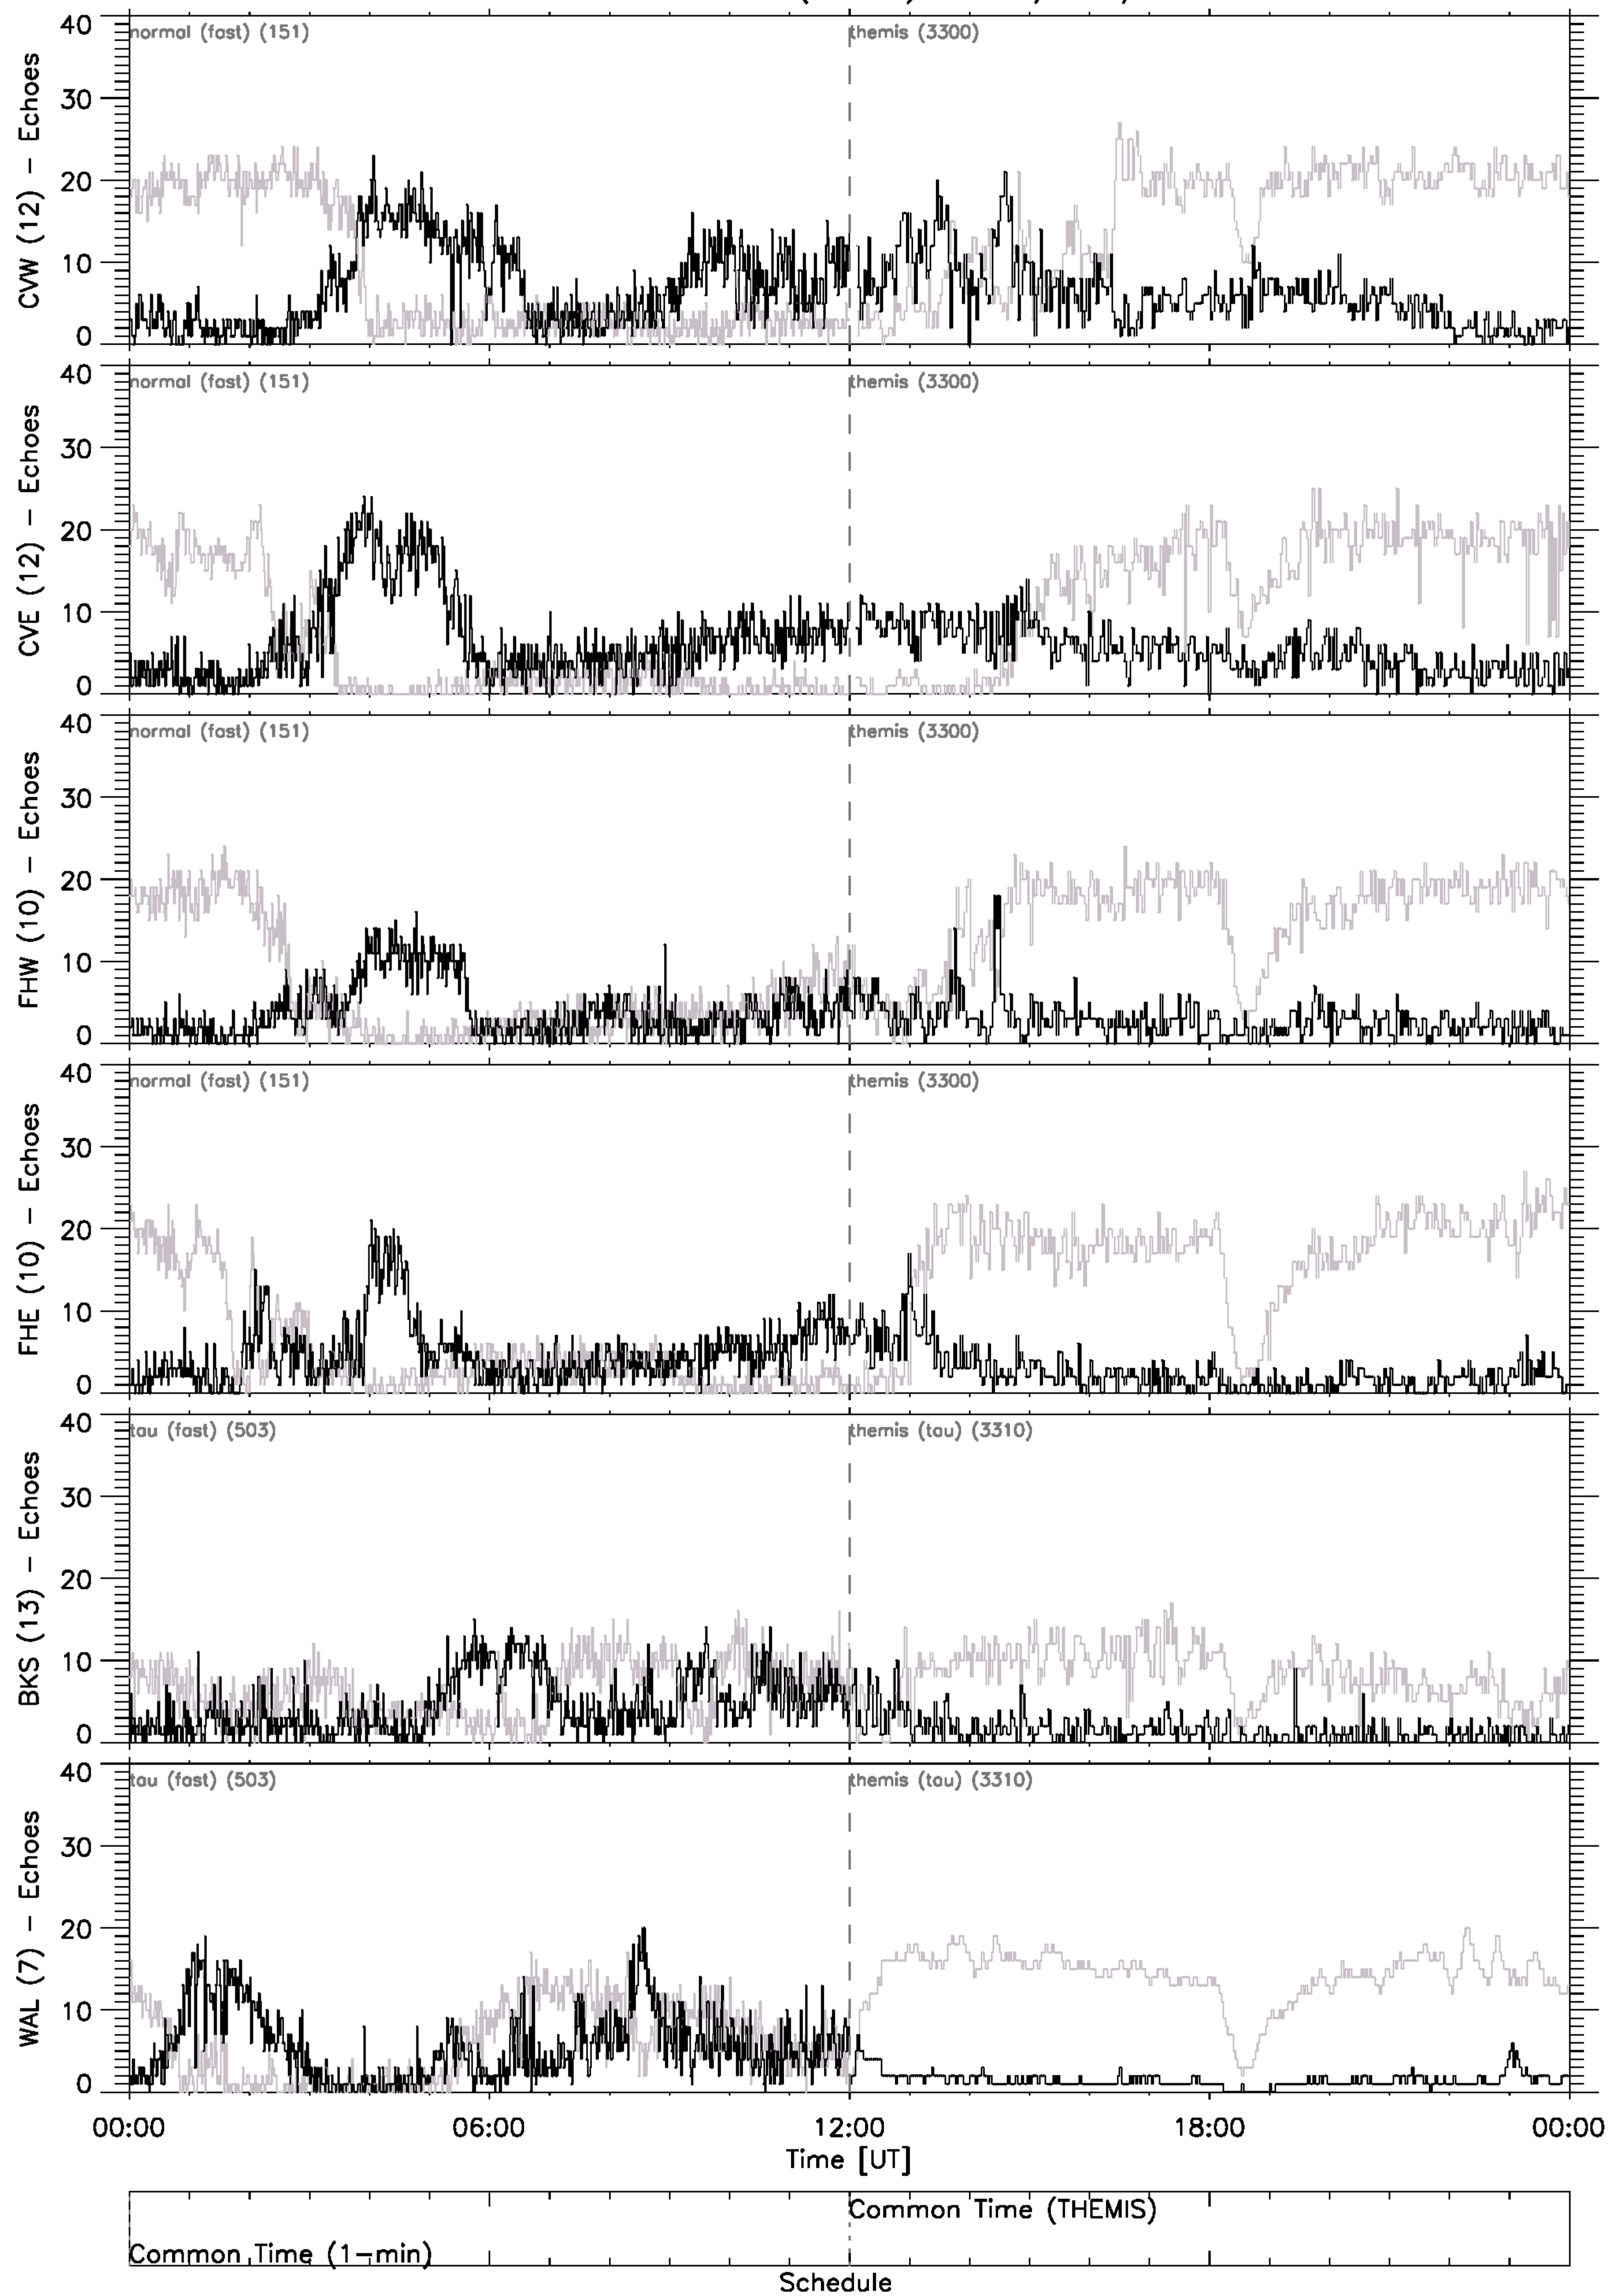 normal (fast) (151) themis (3300)
CVW (12) – Echoes
40
30
20
10
0
normal (fast) (151) themis (3300)
CVE (12) – Echoes
40
30
20
10
0
normal (fast) (151) themis (3300)
FHW (10) – Echoes
40
30
20
10
0
normal (fast) (151) themis (3300)
FHE (10) – Echoes
40
30
20
10
0
tau (fast) (503) themis (tau) (3310)
BKS (13) – Echoes
40
30
20
10
0
tau (fast) (503) themis (tau) (3310)
WAL (7) – Echoes
40
30
20
10
0
00:00 06:00 12:00 18:00 00:00
Time [UT]
Common Time (THEMIS)
Common Time (1–min)
Schedule